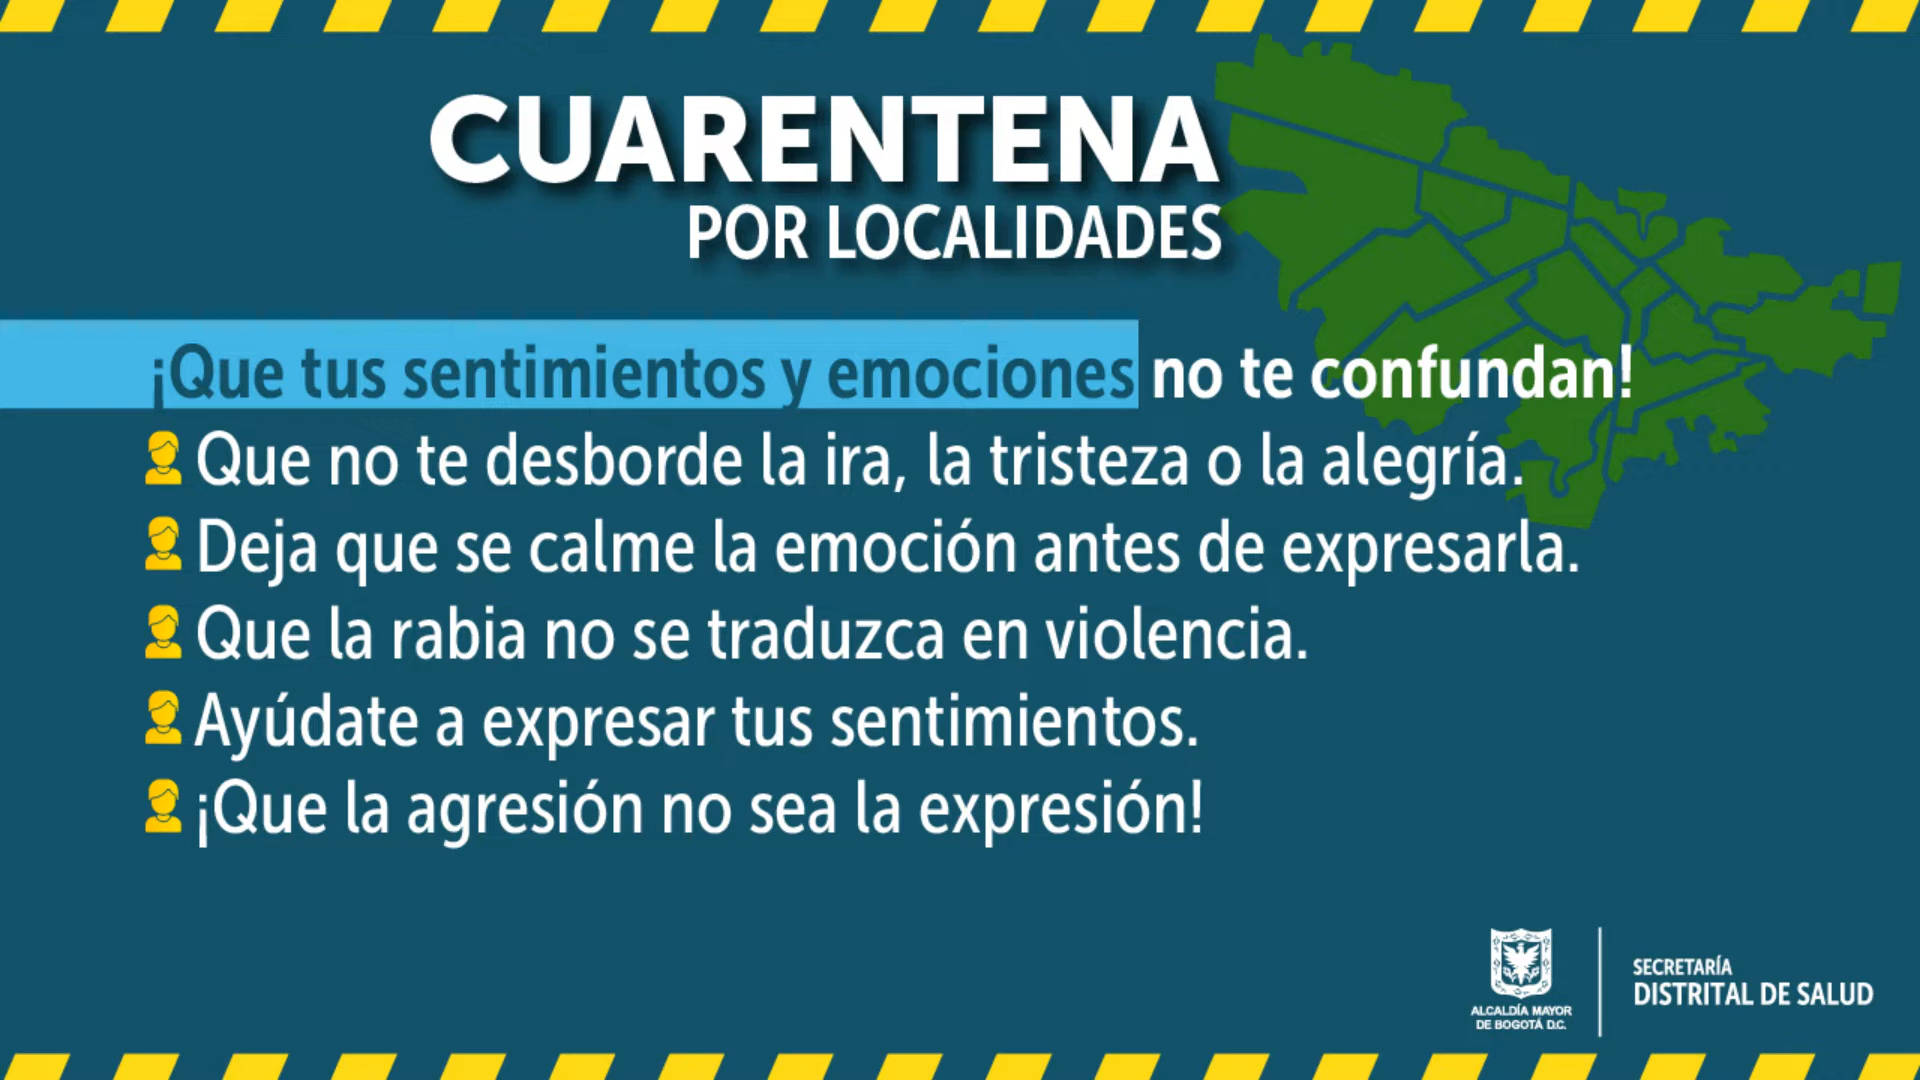 CUARENTENA
POR LOCALIDADES
¡Que tus sentimientos y emociones no te confundan!
Que no te desborde la ira, la tristeza o la alegría.
Deja que se calme la emoción antes de expresarla.
Que la rabia no se traduzca en violencia.
Ayúdate a expresar tus sentimientos.
¡Que la agresión no sea la expresión!
ALCALDÍA MAYOR
DE BOGOTÁ D.C.
SECRETARÍA
DISTRITAL DE SALUD